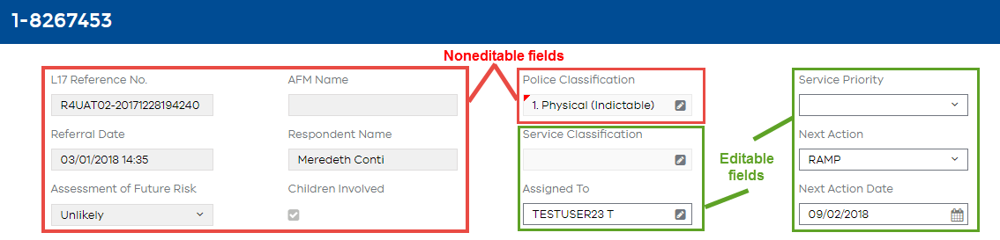 1-8267453
Noneditable fields
L17 Reference No.
AFM Name
Police Classification
Service Priority
R4UAT02-20171228194240
1. Physical (Indictable)
Referral Date
Respondent Name
Service Classification
Next Action
03/01/2018 14:35
Meredeth Conti
RAMP
Editable
fields
Assessment of Future Risk
Children Involved
Assigned To
Next Action Date
Unlikely
TESTUSER23 T
09/02/2018